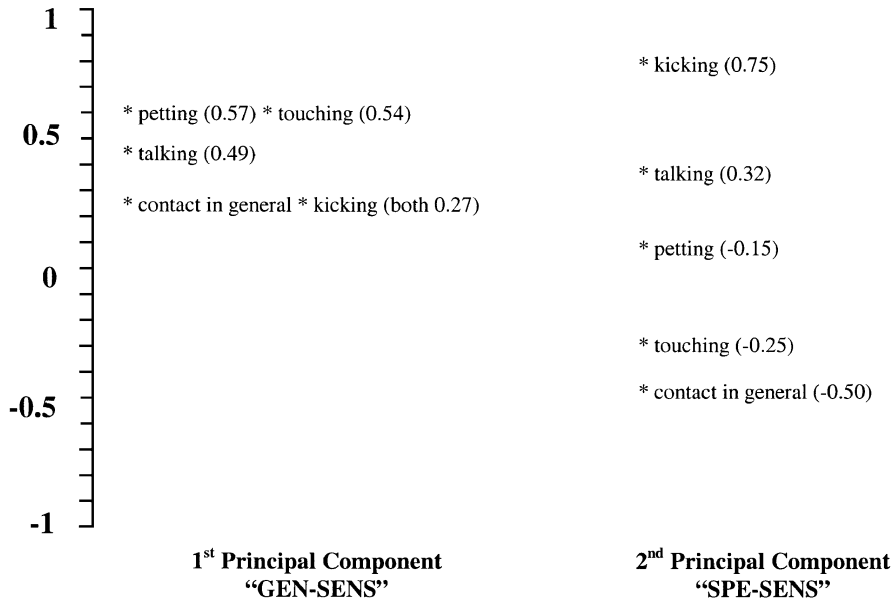 1
* kicking (0.75)
* petting (0.57) * touching (0.54)
0.5
* talking (0.49)
* talking (0.32)
* contact in general * kicking (both 0.27)
* petting (-0.15)
0
* touching (-0.25)
* contact in general (-0.50)
-0.5
-1
1st Principal Component
"GEN-SENS"
2nd Principal Component
"SPE-SENS"